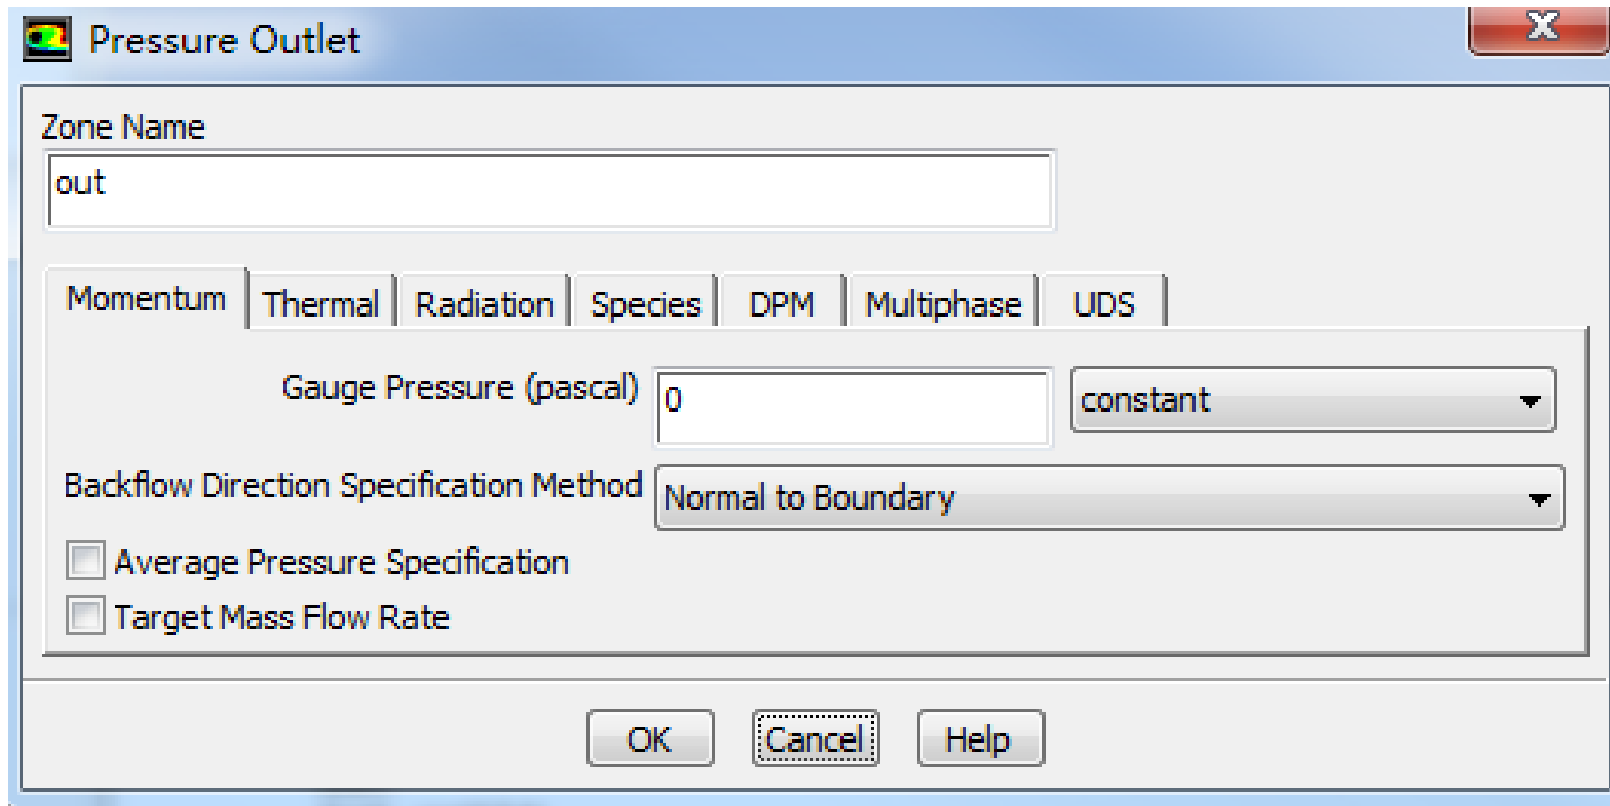 Pressure Outlet
X
Zone Name
out
Momentum Thermal Radiation Species DPM Multiphase UDS
Gauge Pressure (pascal) 0 constant
Backflow Direction Specification Method Normal to Boundary
Average Pressure Specification
Target Mass Flow Rate
OK Cancel Help